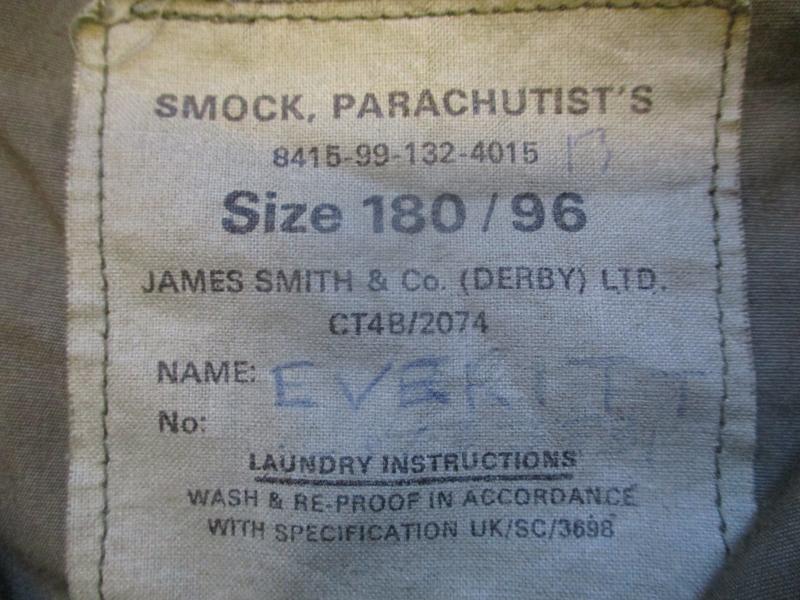 SMOCK, PARACHUTIST'S
8415-99-132-4015
Size 180 / 96
JAMES SMITH & Co. (DERBY) LTD.
CT4B/2074
NAME: EVERITT
No:
LAUNDRY INSTRUCTIONS
WASH & RE-PROOF IN ACCORDANCE
WITH SPECIFICATION UK/SC/3698